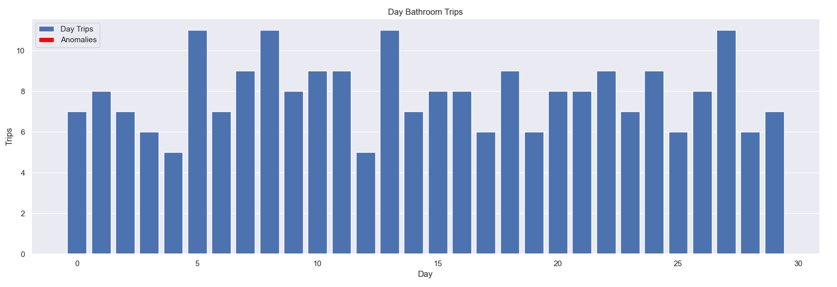 Day Bathroom Trips
Day Trips
Anomalies
10
8
6
4
2
0
Trips
0 5 10 15 20 25 30
Day